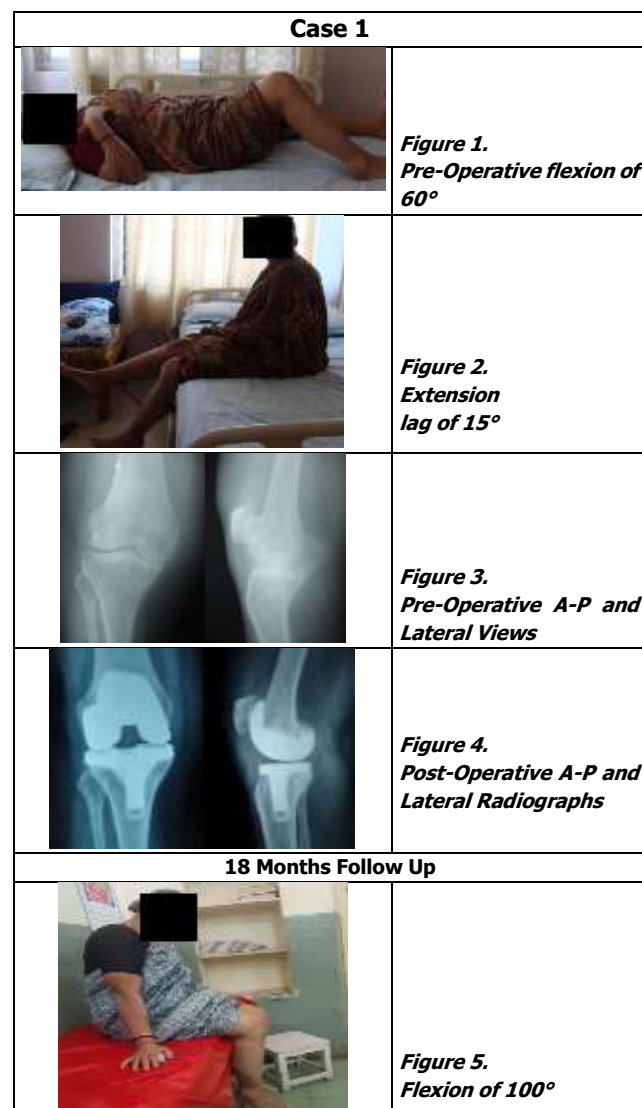 Case 1
Figure 1.
Pre-Operative flexion of
60°
Figure 2.
Extension
lag of 15°
Figure 3.
Pre-Operative A-P and
Lateral Views
Figure 4.
Post-Operative A-P and
Lateral Radiographs
18 Months Follow Up
Figure 5.
Flexion of 100°